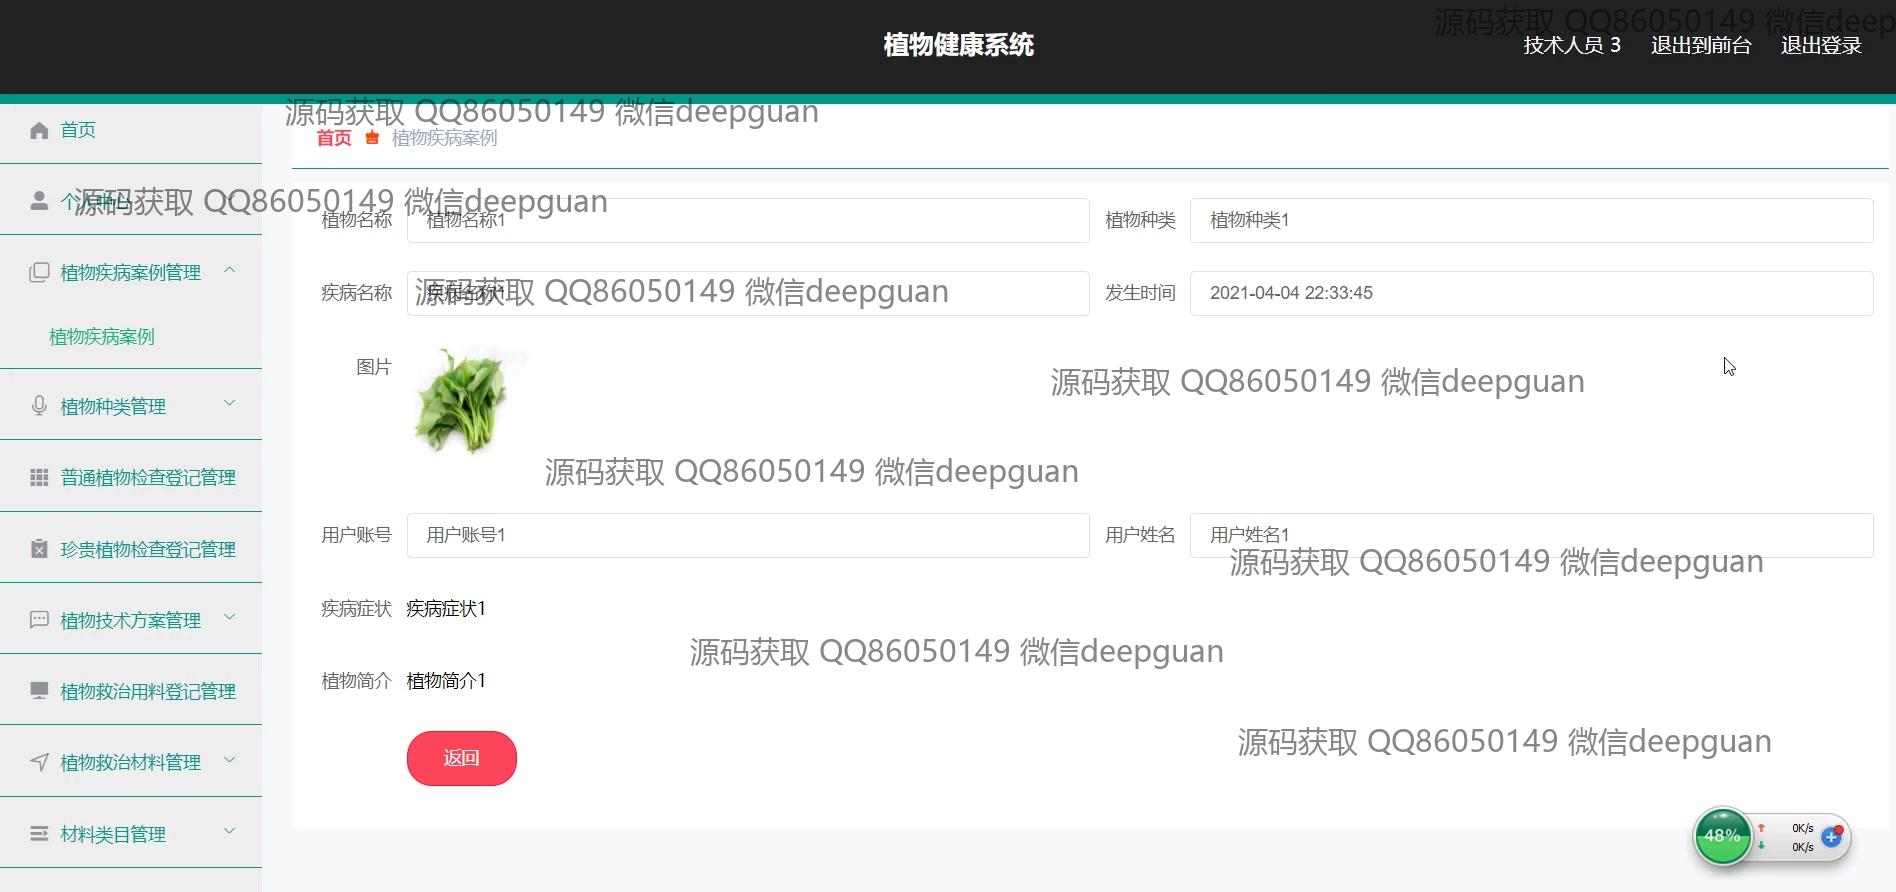 植物健康系统
源码获取 QQ86050149 微信deep
技术人员 3 退出到前台 退出登录
源码获取 QQ86050149 微信deepguan
首页
首页 植物疾病案例
个人中心
源码获取 QQ86050149 微信deepguan
植物名称 植物名称1 植物种类 植物种类1
植物疾病案例管理
疾病名称 疾病名称1 发生时间 2021-04-04 22:33:45
源码获取 QQ86050149 微信deepguan
植物疾病案例
图片
源码获取 QQ86050149 微信deepguan
植物种类管理
普通植物检查登记管理
源码获取 QQ86050149 微信deepguan
用户账号 用户账号1 用户姓名 用户姓名1
珍贵植物检查登记管理
源码获取 QQ86050149 微信deepguan
疾病症状 疾病症状1
植物技术方案管理
源码获取 QQ86050149 微信deepguan
植物简介 植物简介1
植物救治用料登记管理
源码获取 QQ86050149 微信deepguan
返回
植物救治材料管理
材料类目管理
48% 0K/s
0K/s